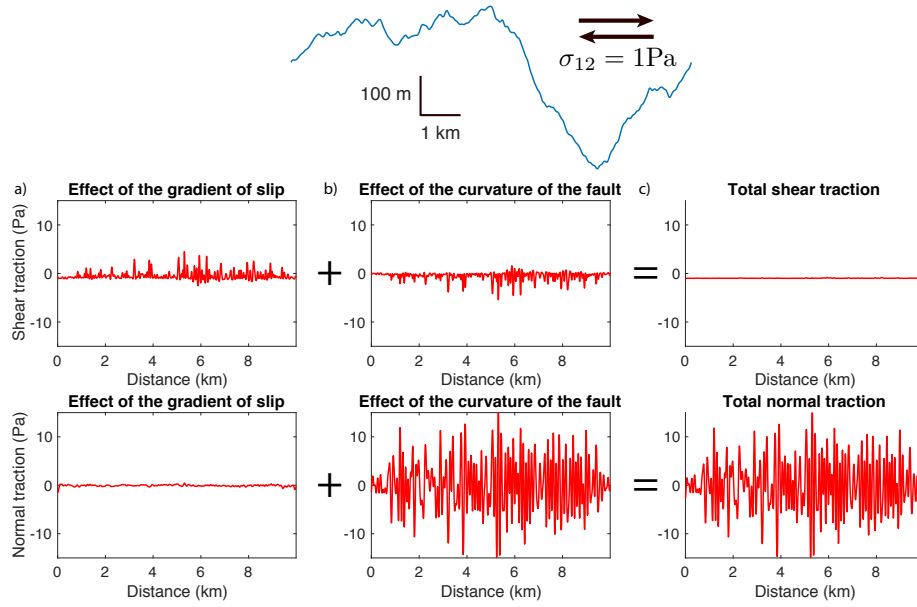 σ₁₂ = 1Pa
100 m
1 km
a) Effect of the gradient of slip
b) Effect of the curvature of the fault
c) Total shear traction
Shear traction (Pa)
10
0
-10
0 2 4 6 8
Distance (km)
+
10
0
-10
0 2 4 6 8
Distance (km)
=
10
0
-10
0 2 4 6 8
Distance (km)
Effect of the gradient of slip
Effect of the curvature of the fault
Total normal traction
Normal traction (Pa)
10
0
-10
0 2 4 6 8
Distance (km)
+
10
0
-10
0 2 4 6 8
Distance (km)
=
10
0
-10
0 2 4 6 8
Distance (km)